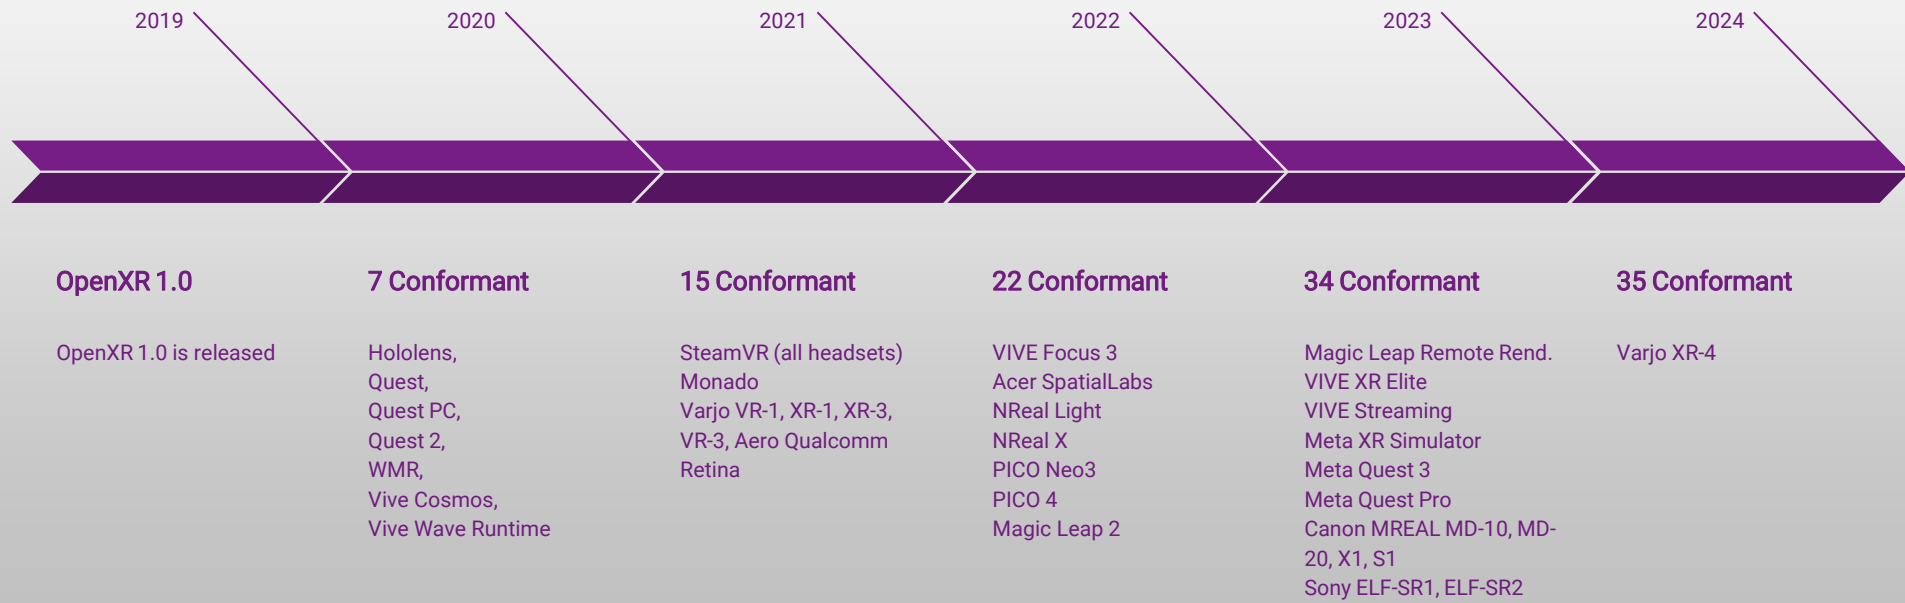 2019
2020
2021
2022
2023
2024
OpenXR 1.0
OpenXR 1.0 is released
7 Conformant
Hololens,
Quest,
Quest PC,
Quest 2,
WMR,
Vive Cosmos,
Vive Wave Runtime
15 Conformant
SteamVR (all headsets)
Monado
Varjo VR-1, XR-1, XR-3,
VR-3, Aero Qualcomm
Retina
22 Conformant
VIVE Focus 3
Acer SpatialLabs
NReal Light
NReal X
PICO Neo3
PICO 4
Magic Leap 2
34 Conformant
Magic Leap Remote Rend.
VIVE XR Elite
VIVE Streaming
Meta XR Simulator
Meta Quest 3
Meta Quest Pro
Canon MREAL MD-10, MD-
20, X1, S1
Sony ELF-SR1, ELF-SR2
35 Conformant
Varjo XR-4